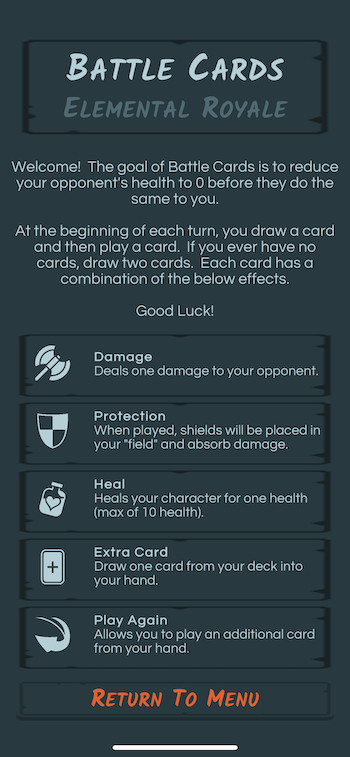 Battle Cards
Elemental Royale
Welcome! The goal of Battle Cards is to reduce
your opponent's health to 0 before they do the
same to you.
At the beginning of each turn, you draw a card
and then play a card. If you ever have no
cards, draw two cards. Each card has a
combination of the below effects.
Good Luck!
Damage
Deals one damage to your opponent.
Protection
When played, shields will be placed in
your "field" and absorb damage.
Heal
Heals your character for one health
(max of 10 health).
Extra Card
Draw one card from your deck into
your hand.
Play Again
Allows you to play an additional card
from your hand.
Return To Menu